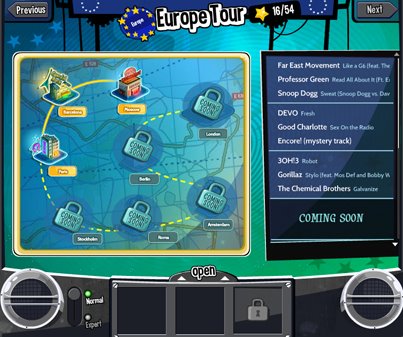 Previous
Europe
Europe Tour
16/54
Next
Far East Movement Like a G6 (feat. The
Professor Green Read All About It (Ft. E
Snoop Dogg Sweat (Snoop vs. Dav
DEVO Fresh
Good Charlotte Sex On the Radio
Encore! (mystery track)
3OH!3 Robot
Gorillaz Stylo (feat. Mos Def and Bobby W
The Chemical Brothers Galvanize
COMING SOON
Barcelona
COMING SOON
London
Paris
COMING SOON
Berlin
COMING SOON
Stockholm
COMING SOON
Roma
COMING SOON
Amsterdam
open
Normal
Expert